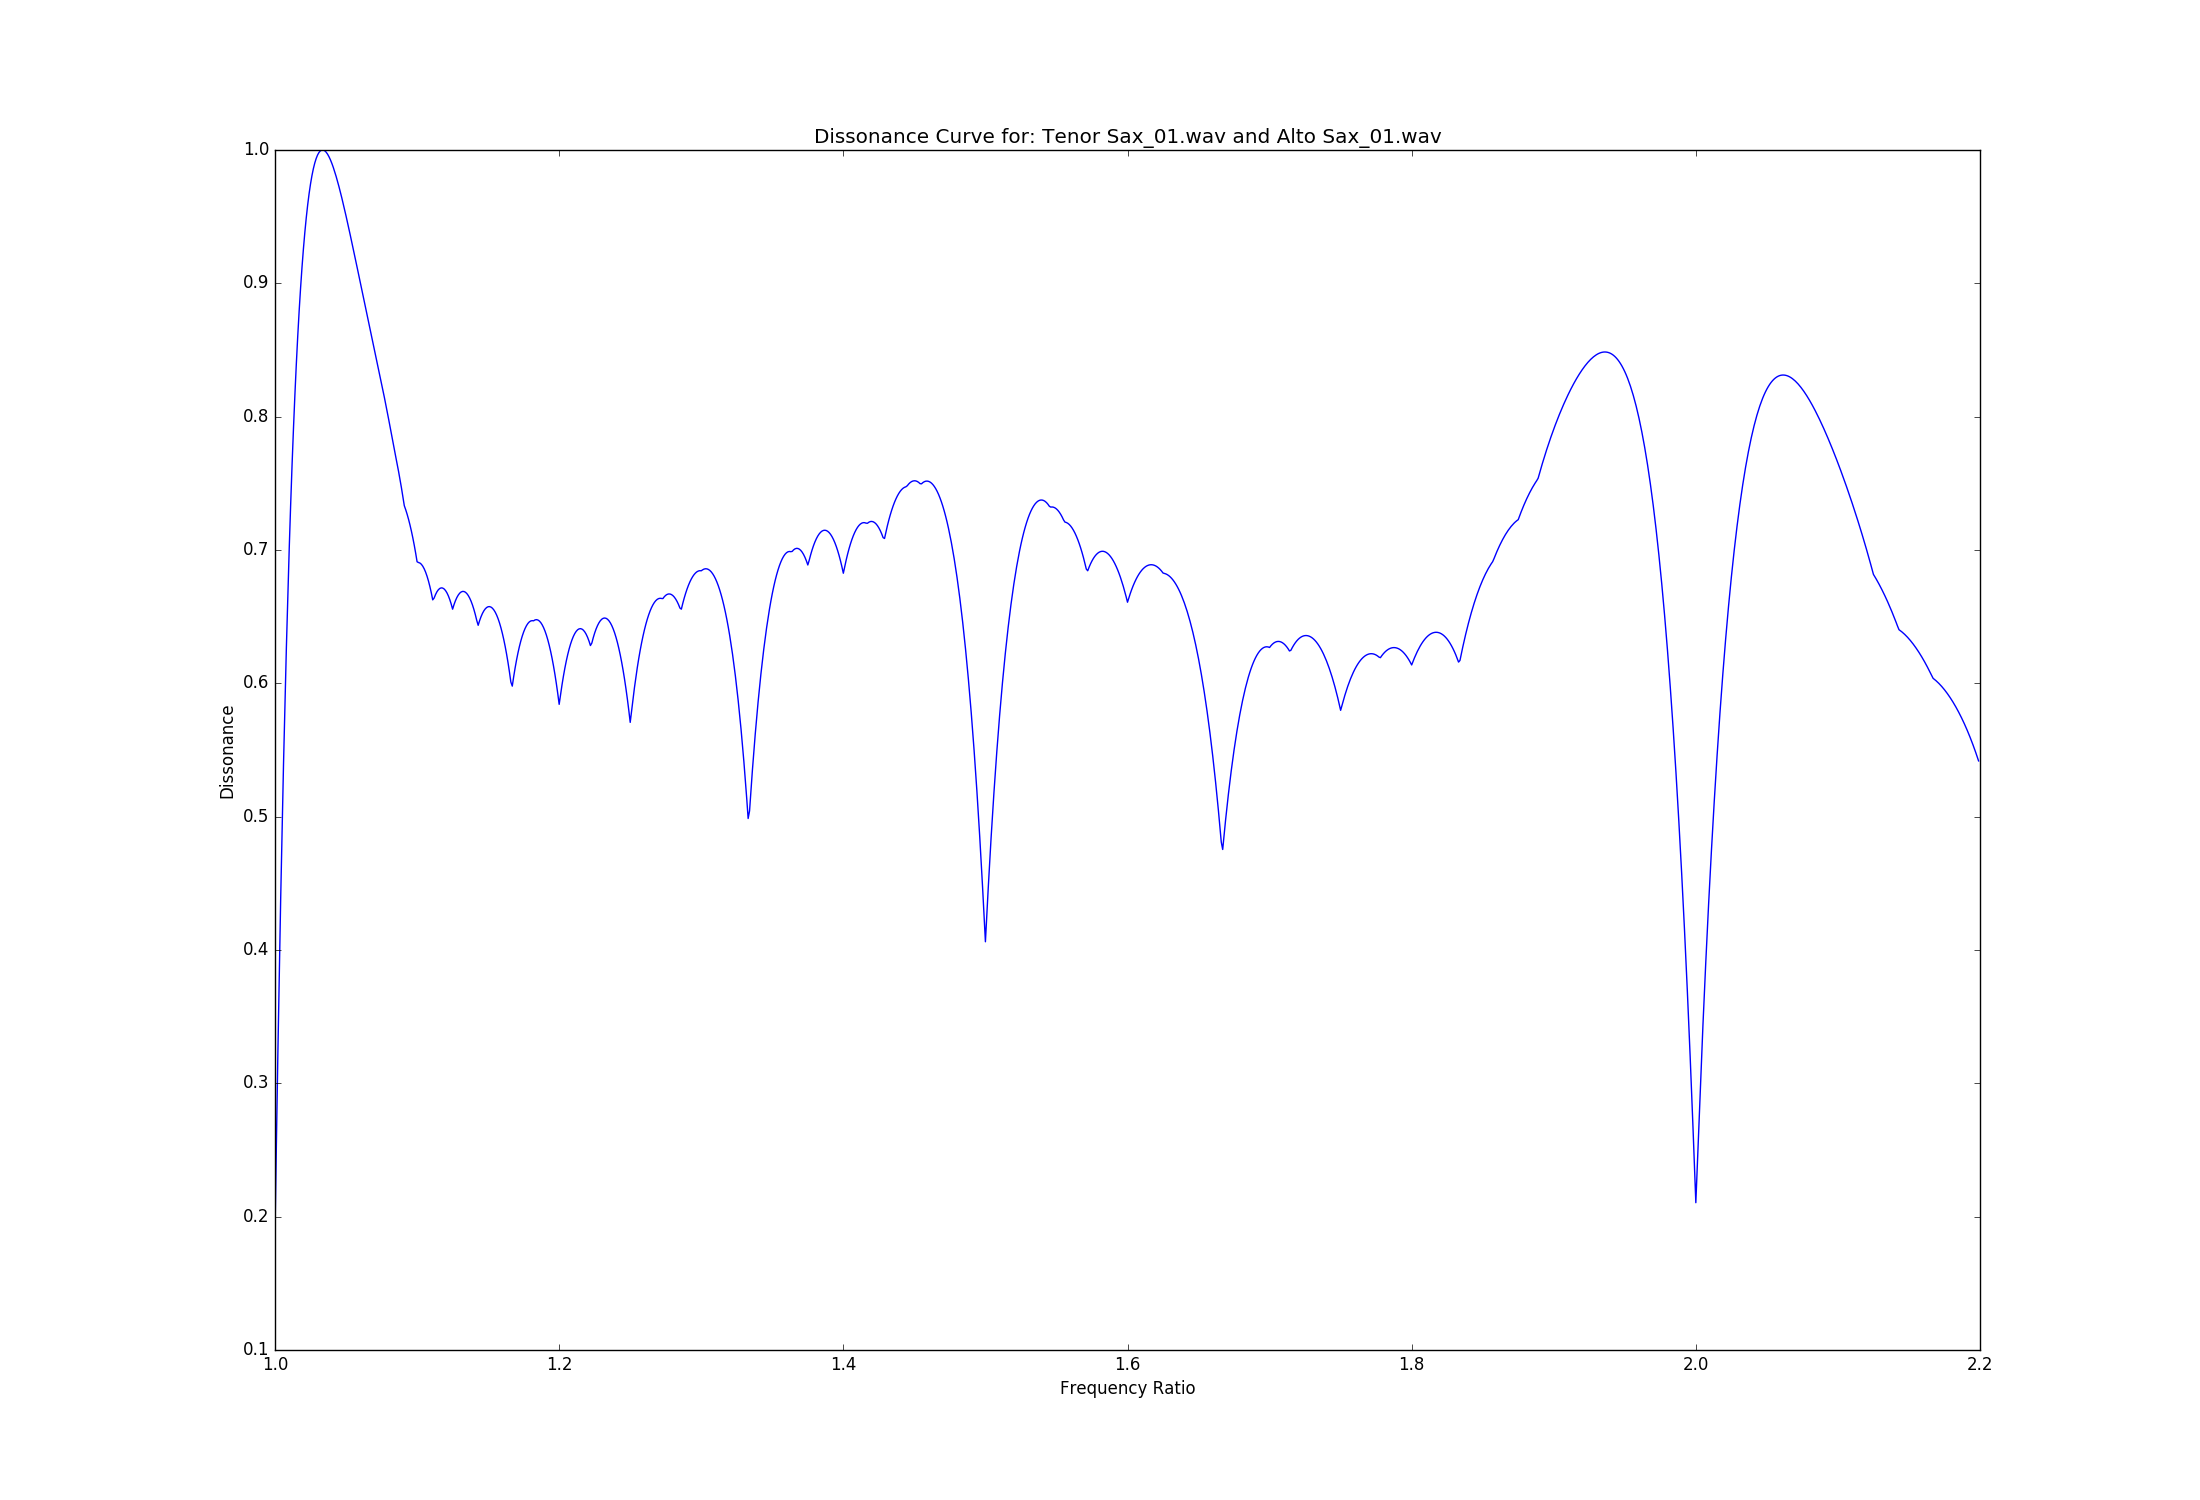 Dissonance Curve for: Tenor Sax_01.wav and Alto Sax_01.wav
1.0
0.9
0.8
0.7
0.6
0.5
0.4
0.3
0.2
0.1
Dissonance
1.0 1.2 1.4 1.6 1.8 2.0 2.2
Frequency Ratio